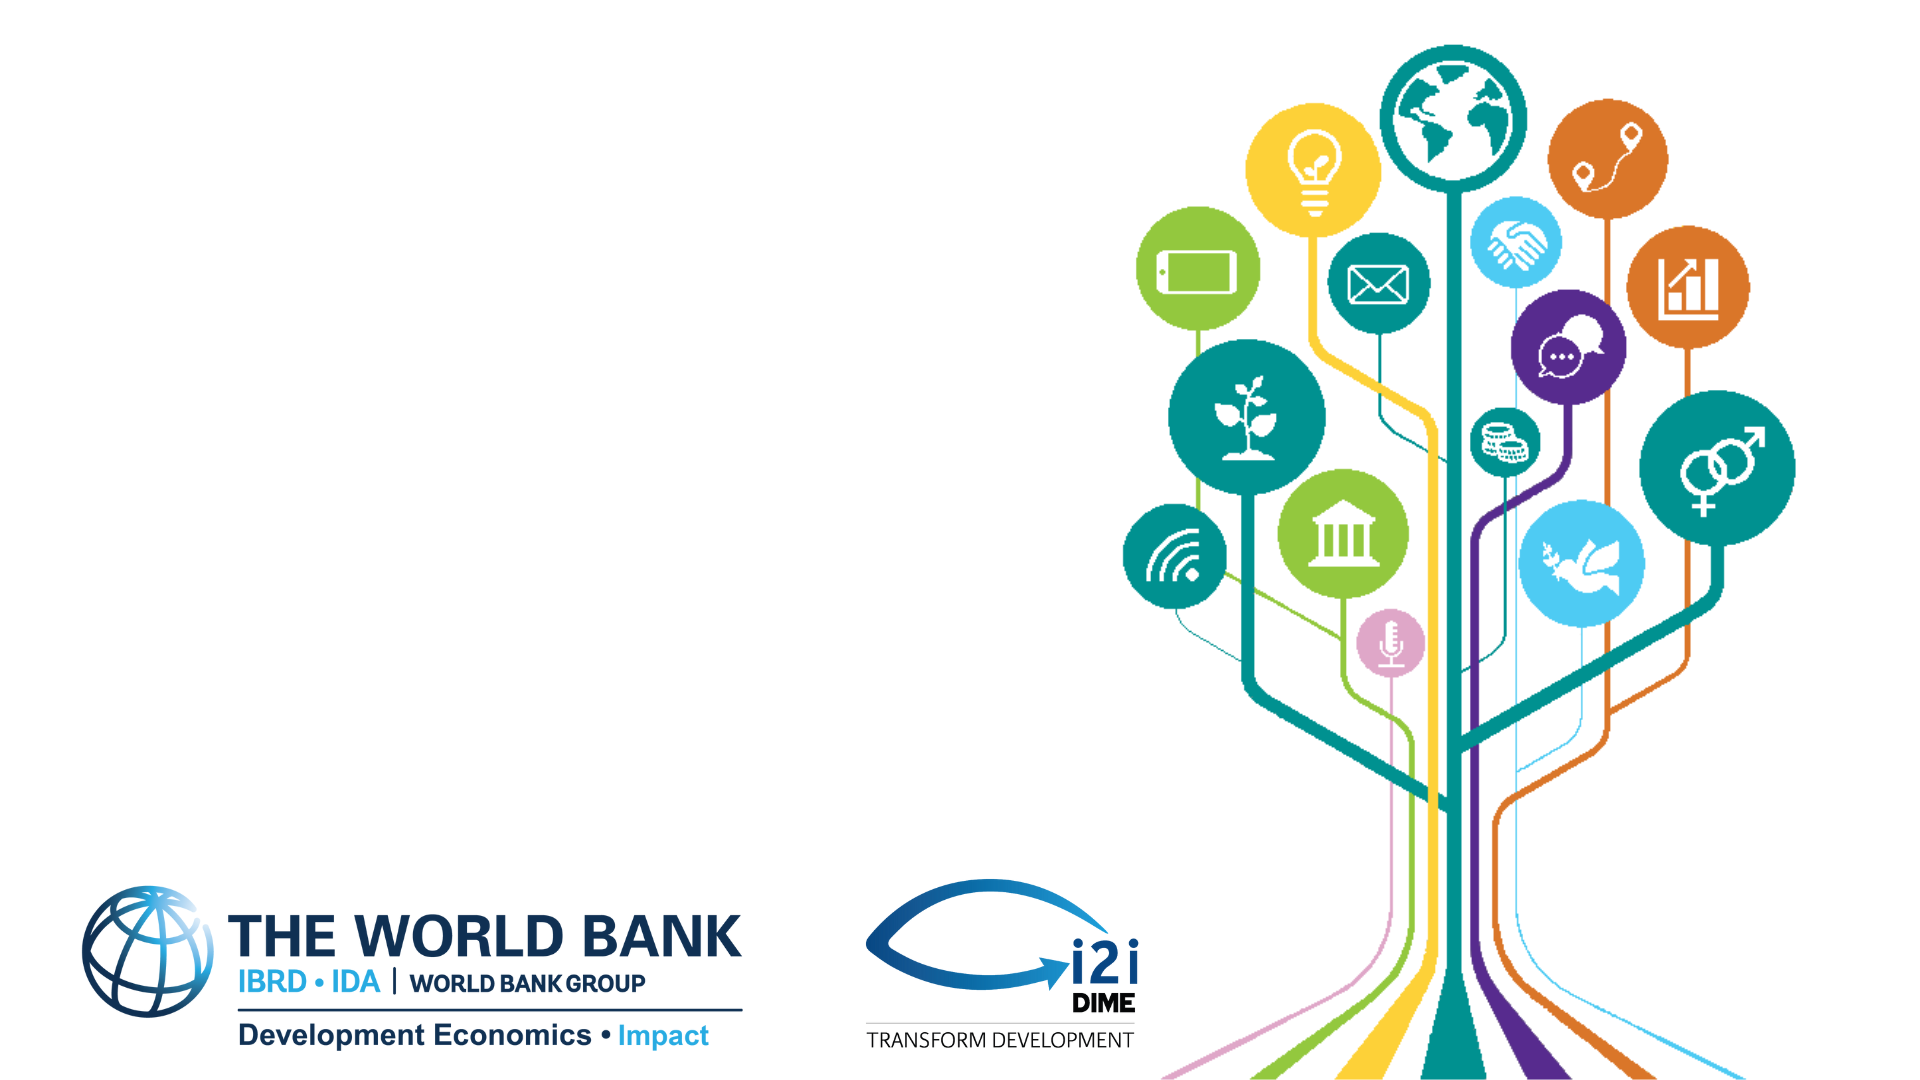 THE WORLD BANK
IBRD • IDA | WORLD BANK GROUP
Development Economics • Impact
i2i
DIME
TRANSFORM DEVELOPMENT